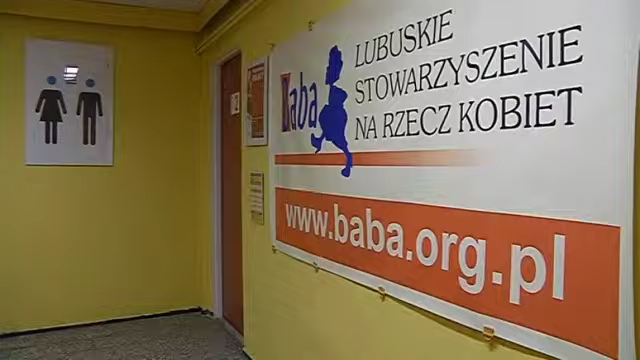 Baba
LUBUSKIE
STOWARZYSZENIE
NA RZECZ KOBIET
www.baba.org.pl